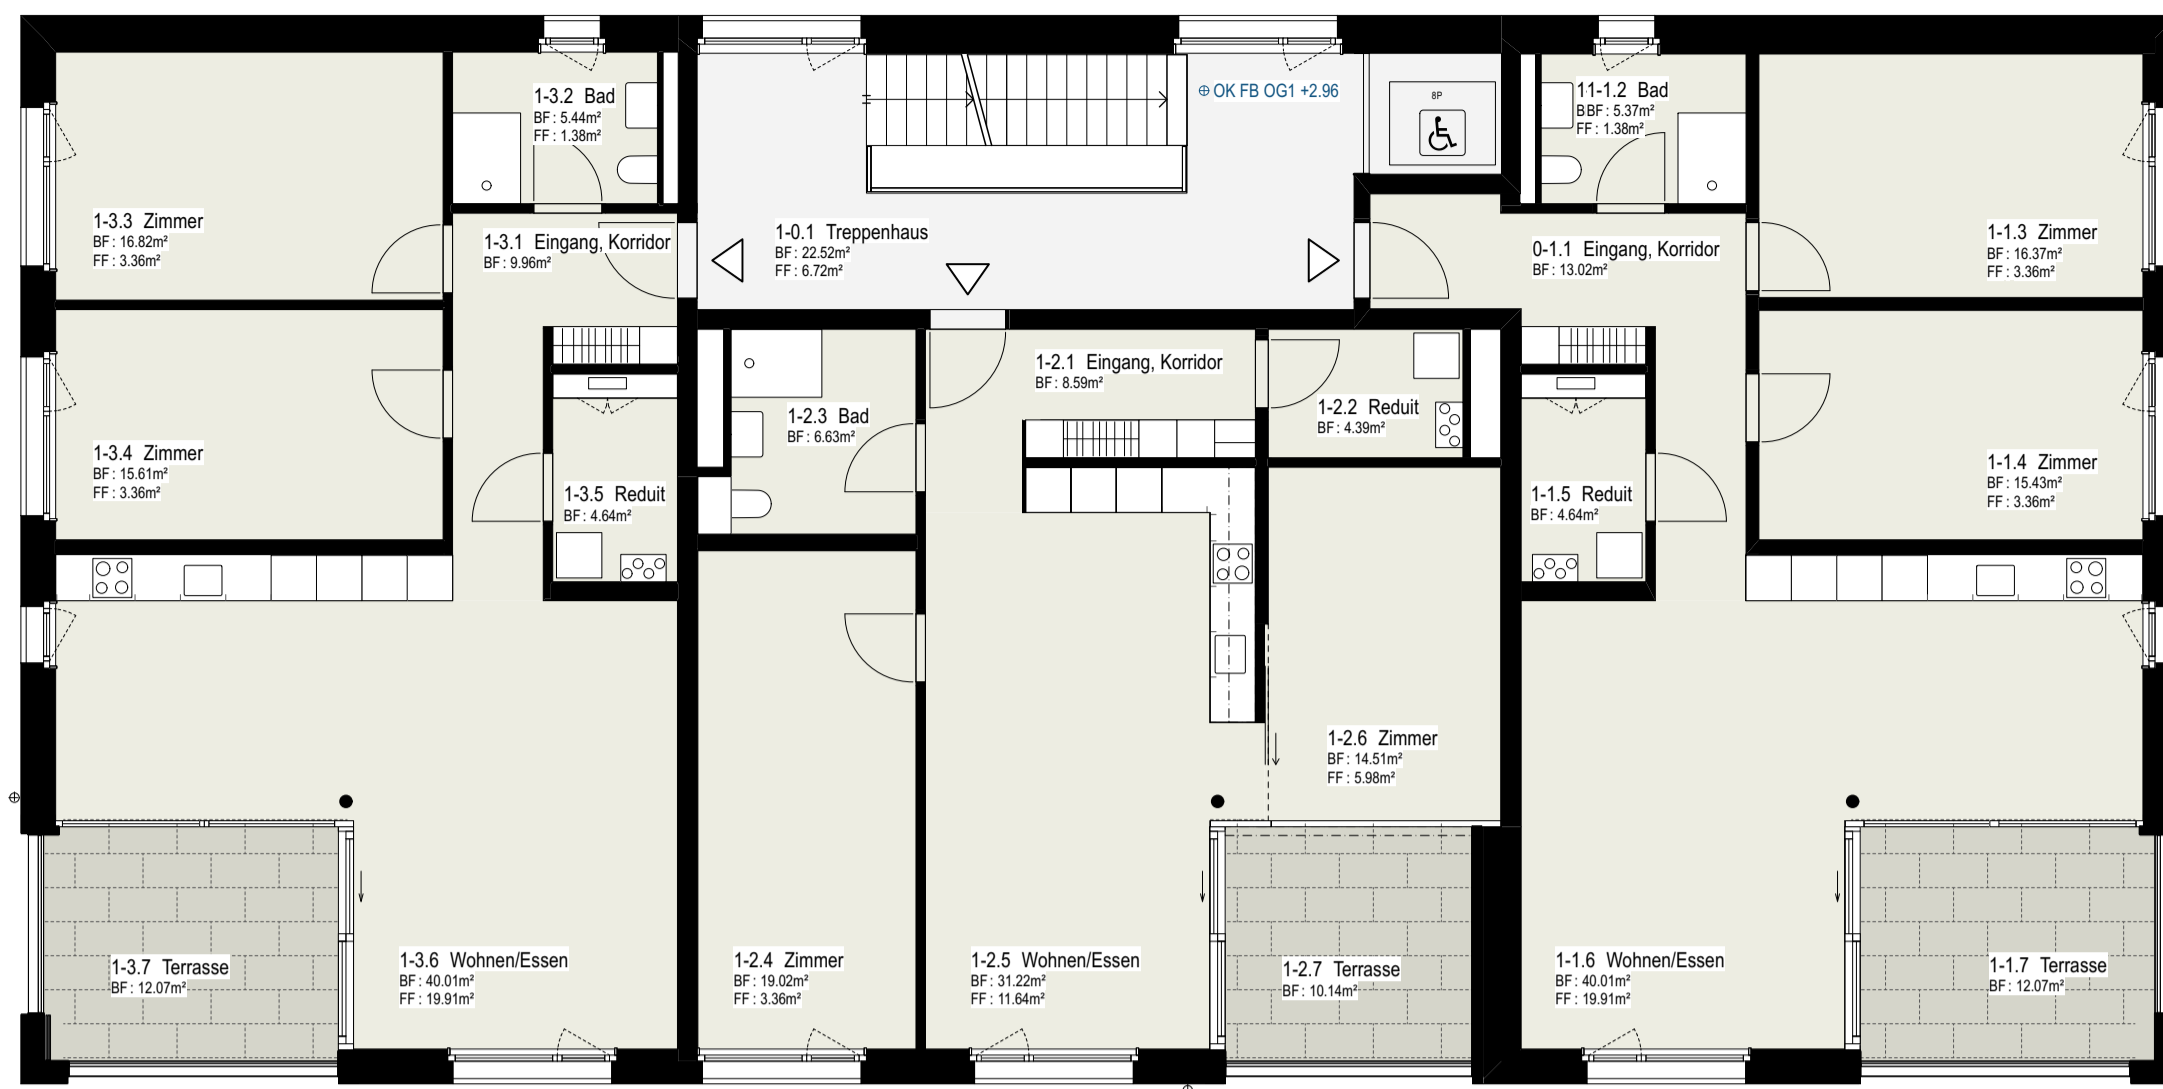 1-3.2 Bad
BF : 5.44m²
FF : 1.38m²
⊕ OK FB OG1 +2.96
8P
11-1.2 Bad
BBF : 5.37m²
FF : 1.38m²
1-3.3 Zimmer
BF : 16.82m²
FF : 3.36m²
1-3.1 Eingang, Korridor
BF : 9.96m²
1-0.1 Treppenhaus
BF : 22.52m²
FF : 6.72m²
0-1.1 Eingang, Korridor
BF : 13.02m²
1-1.3 Zimmer
BF : 16.37m²
FF : 3.36m²
1-2.1 Eingang, Korridor
BF : 8.59m²
1-2.3 Bad
BF : 6.63m²
1-2.2 Reduit
BF : 4.39m²
1-3.4 Zimmer
BF : 15.61m²
FF : 3.36m²
1-3.5 Reduit
BF : 4.64m²
1-1.5 Reduit
BF : 4.64m²
1-1.4 Zimmer
BF : 15.43m²
FF : 3.36m²
1-2.6 Zimmer
BF : 14.51m²
FF : 5.98m²
1-3.7 Terrasse
BF : 12.07m²
1-3.6 Wohnen/Essen
BF : 40.01m²
FF : 19.91m²
1-2.4 Zimmer
BF : 19.02m²
FF : 3.36m²
1-2.5 Wohnen/Essen
BF : 31.22m²
FF : 11.64m²
1-2.7 Terrasse
BF : 10.14m²
1-1.6 Wohnen/Essen
BF : 40.01m²
FF : 19.91m²
1-1.7 Terrasse
BF : 12.07m²